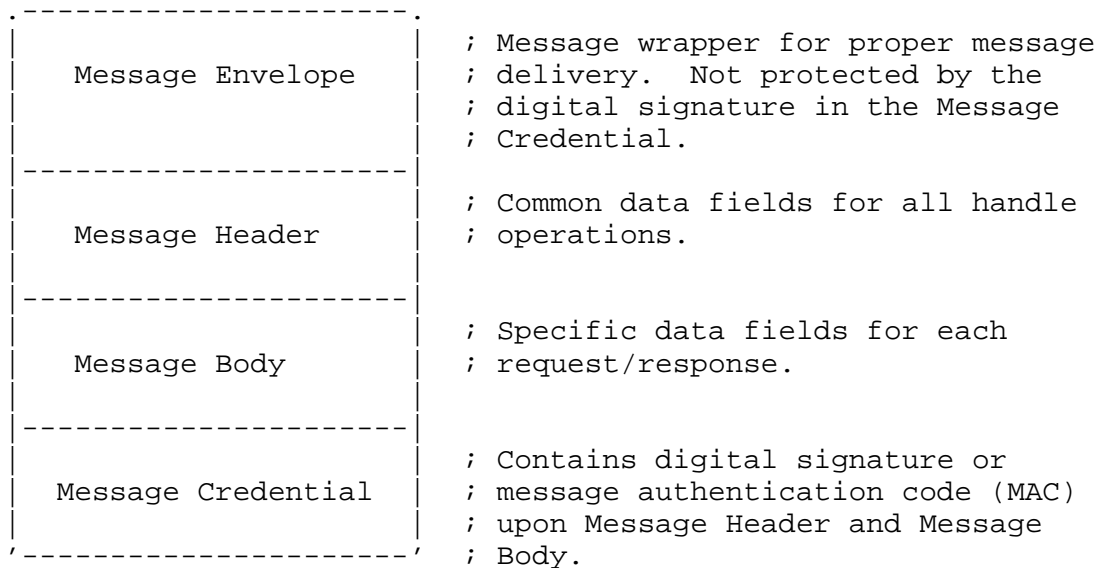 .----------------------.
|                      |  ; Message wrapper for proper message
|   Message Envelope   |  ; delivery.  Not protected by the
|                      |  ; digital signature in the Message
|                      |  ; Credential.
|----------------------|
|                      |  ; Common data fields for all handle
|   Message Header     |  ; operations.
|                      |
|----------------------|
|                      |  ; Specific data fields for each
|   Message Body       |  ; request/response.
|                      |
|----------------------|
|                      |  ; Contains digital signature or
|  Message Credential  |  ; message authentication code (MAC)
|                      |  ; upon Message Header and Message
'----------------------'  ; Body.